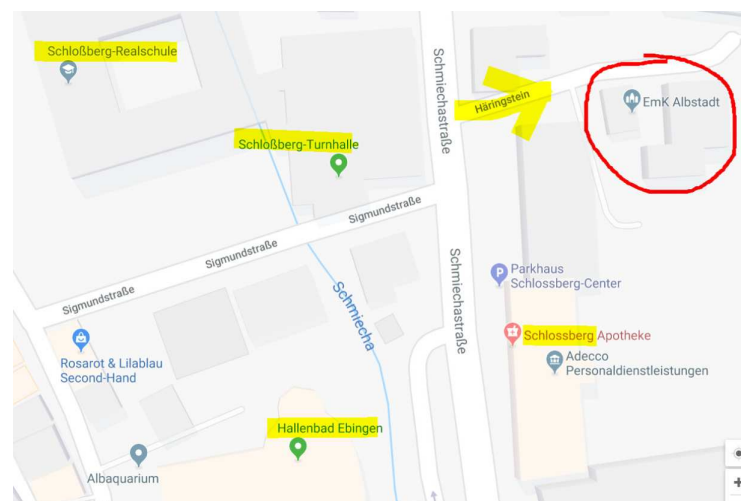 Schloßberg-Realschule
Schmiechastraße
Häringstein
EmK Albstadt
Schloßberg-Turnhalle
Sigmundstraße
Sigmundstraße
Sigmundstraße
Schmiecha
Schmiechastraße
Parkhaus
Schlossberg-Center
Schlossberg Apotheke
Adecco
Personaldienstleistungen
Rosarot & Lilablau
Second-Hand
Hallenbad Ebingen
Albaquarium